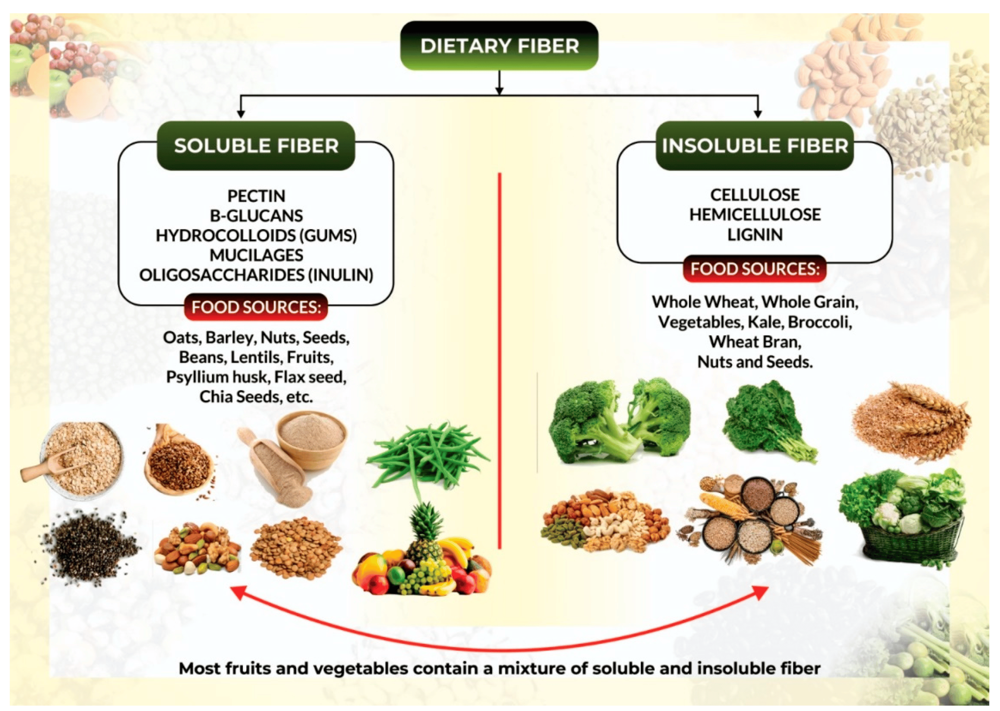 DIETARY FIBER
SOLUBLE FIBER
PECTIN
B-GLUCANS
HYDROCOLLOIDS (GUMS)
MUCILAGES
OLIGOSACCHARIDES (INULIN)
FOOD SOURCES:
Oats, Barley, Nuts, Seeds,
Beans, Lentils, Fruits,
Psyllium husk, Flax seed,
Chia Seeds, etc.
INSOLUBLE FIBER
CELLULOSE
HEMICELLULOSE
LIGNIN
FOOD SOURCES:
Whole Wheat, Whole Grain,
Vegetables, Kale, Broccoli,
Wheat Bran,
Nuts and Seeds.
Most fruits and vegetables contain a mixture of soluble and insoluble fiber